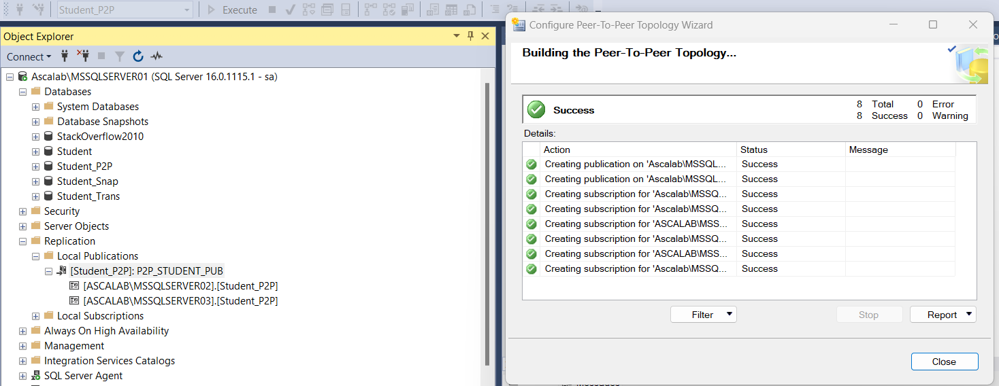 Student_P2P
Execute
Object Explorer
Connect
Ascalab\MSSQLSERVER01 (SQL Server 16.0.1115.1 - sa)
Databases
System Databases
Database Snapshots
StackOverflow2010
Student
Student_P2P
Student_Snap
Student_Trans
Security
Server Objects
Replication
Local Publications
[Student_P2P]: P2P_STUDENT_PUB
[ASCALAB\MSSQLSERVER02].[Student_P2P]
[ASCALAB\MSSQLSERVER03].[Student_P2P]
Local Subscriptions
Always On High Availability
Management
Integration Services Catalogs
SQL Server Agent
Configure Peer-To-Peer Topology Wizard
Building the Peer-To-Peer Topology...
Success
8 Total 0 Error
8 Success 0 Warning
Details:
Action Status Message
Creating publication on 'Ascalab\MSSQL... Success
Creating publication on 'Ascalab\MSSQL... Success
Creating subscription for 'Ascalab\MSSQ... Success
Creating subscription for 'Ascalab\MSSQ... Success
Creating subscription for 'ASCALAB\MSS... Success
Creating subscription for 'Ascalab\MSSQ... Success
Creating subscription for 'ASCALAB\MSS... Success
Creating subscription for 'Ascalab\MSSQ... Success
Filter Stop Report
Close